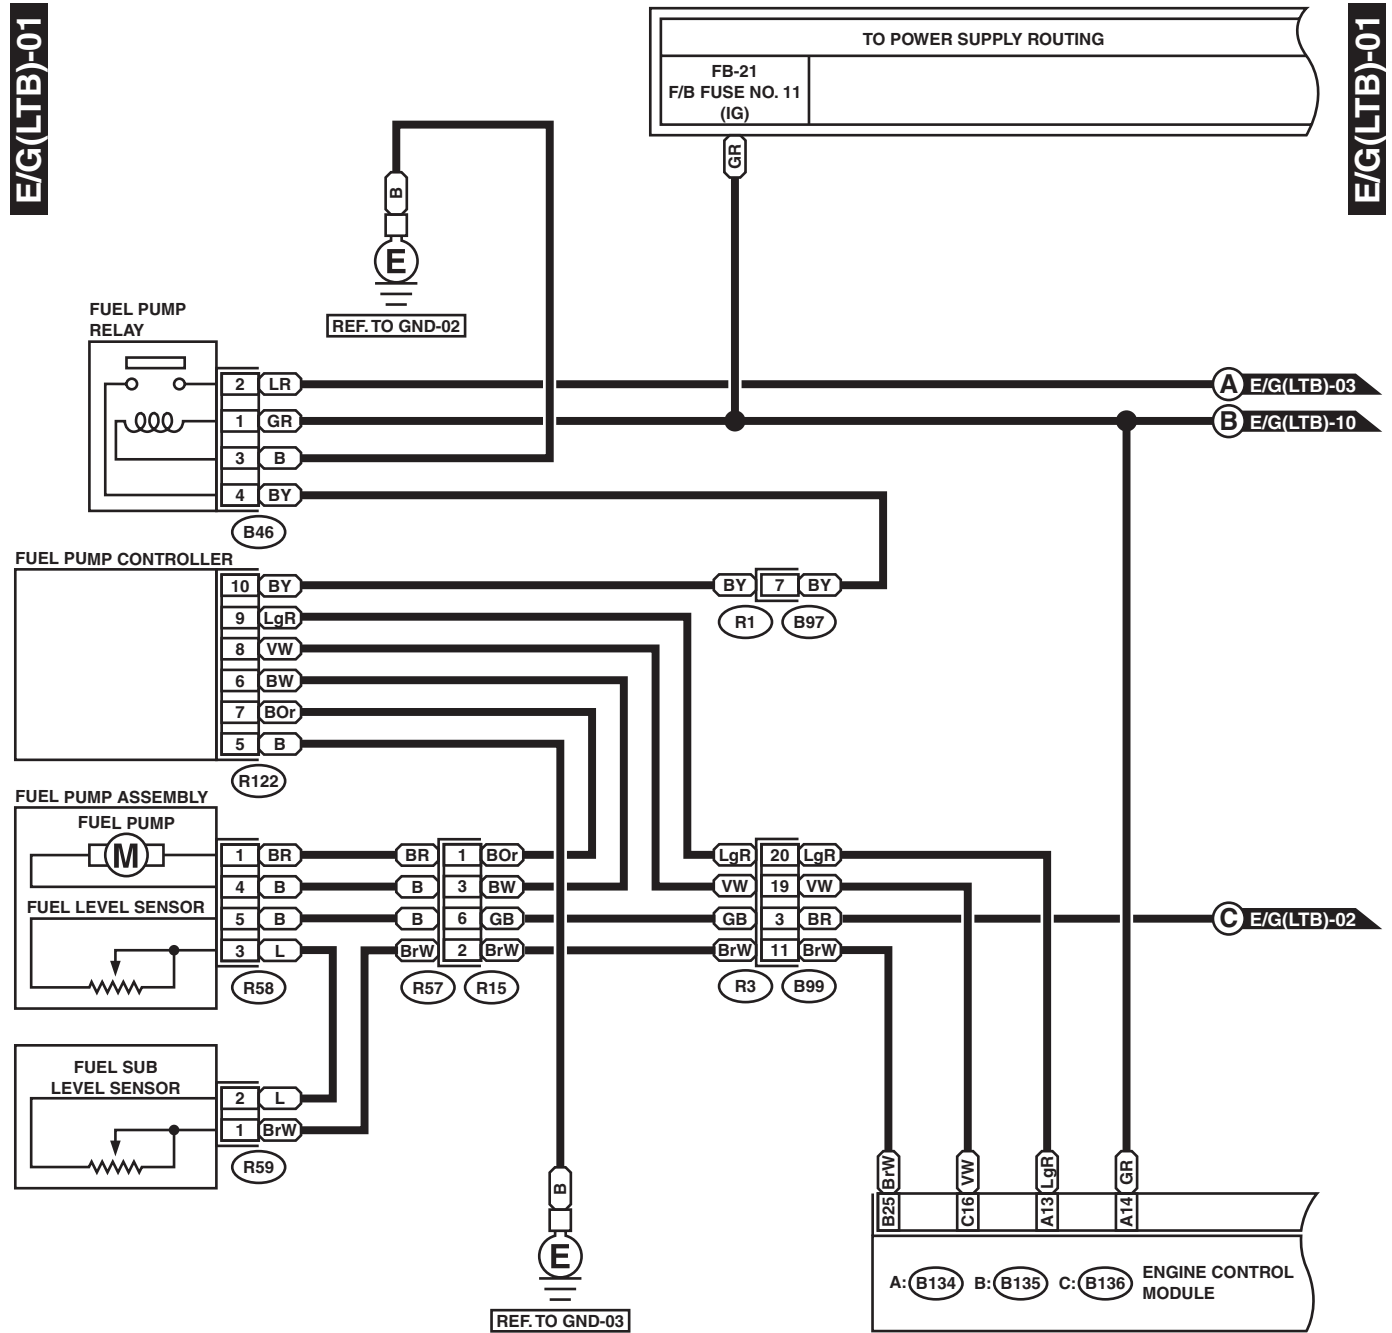 E/G(LTB)-01
E/G(LTB)-01
TO POWER SUPPLY ROUTING
FB-21
F/B FUSE NO. 11
(IG)
GR
B
E
REF. TO GND-02
FUEL PUMP
RELAY
2 LR
A E/G(LTB)-03
1 GR
B E/G(LTB)-10
3 B
4 BY
B46
FUEL PUMP CONTROLLER
10 BY
BY 7 BY
R1 B97
9 LgR
8 VW
6 BW
7 BOr
5 B
R122
FUEL PUMP ASSEMBLY
FUEL PUMP
M
1 BR
BR 1 BOr
LgR 20 LgR
4 B
B 3 BW
VW 19 VW
FUEL LEVEL SENSOR
5 B
B 6 GB
GB 3 BR
C E/G(LTB)-02
3 L
BrW 2 BrW
BrW 11 BrW
R58
R57 R15
R3 B99
FUEL SUB
LEVEL SENSOR
2 L
1 BrW
R59
B
E
REF. TO GND-03
BrW VW LgR GR
B25 C16 A13 A14
A: B134 B: B135 C: B136
ENGINE CONTROL
MODULE